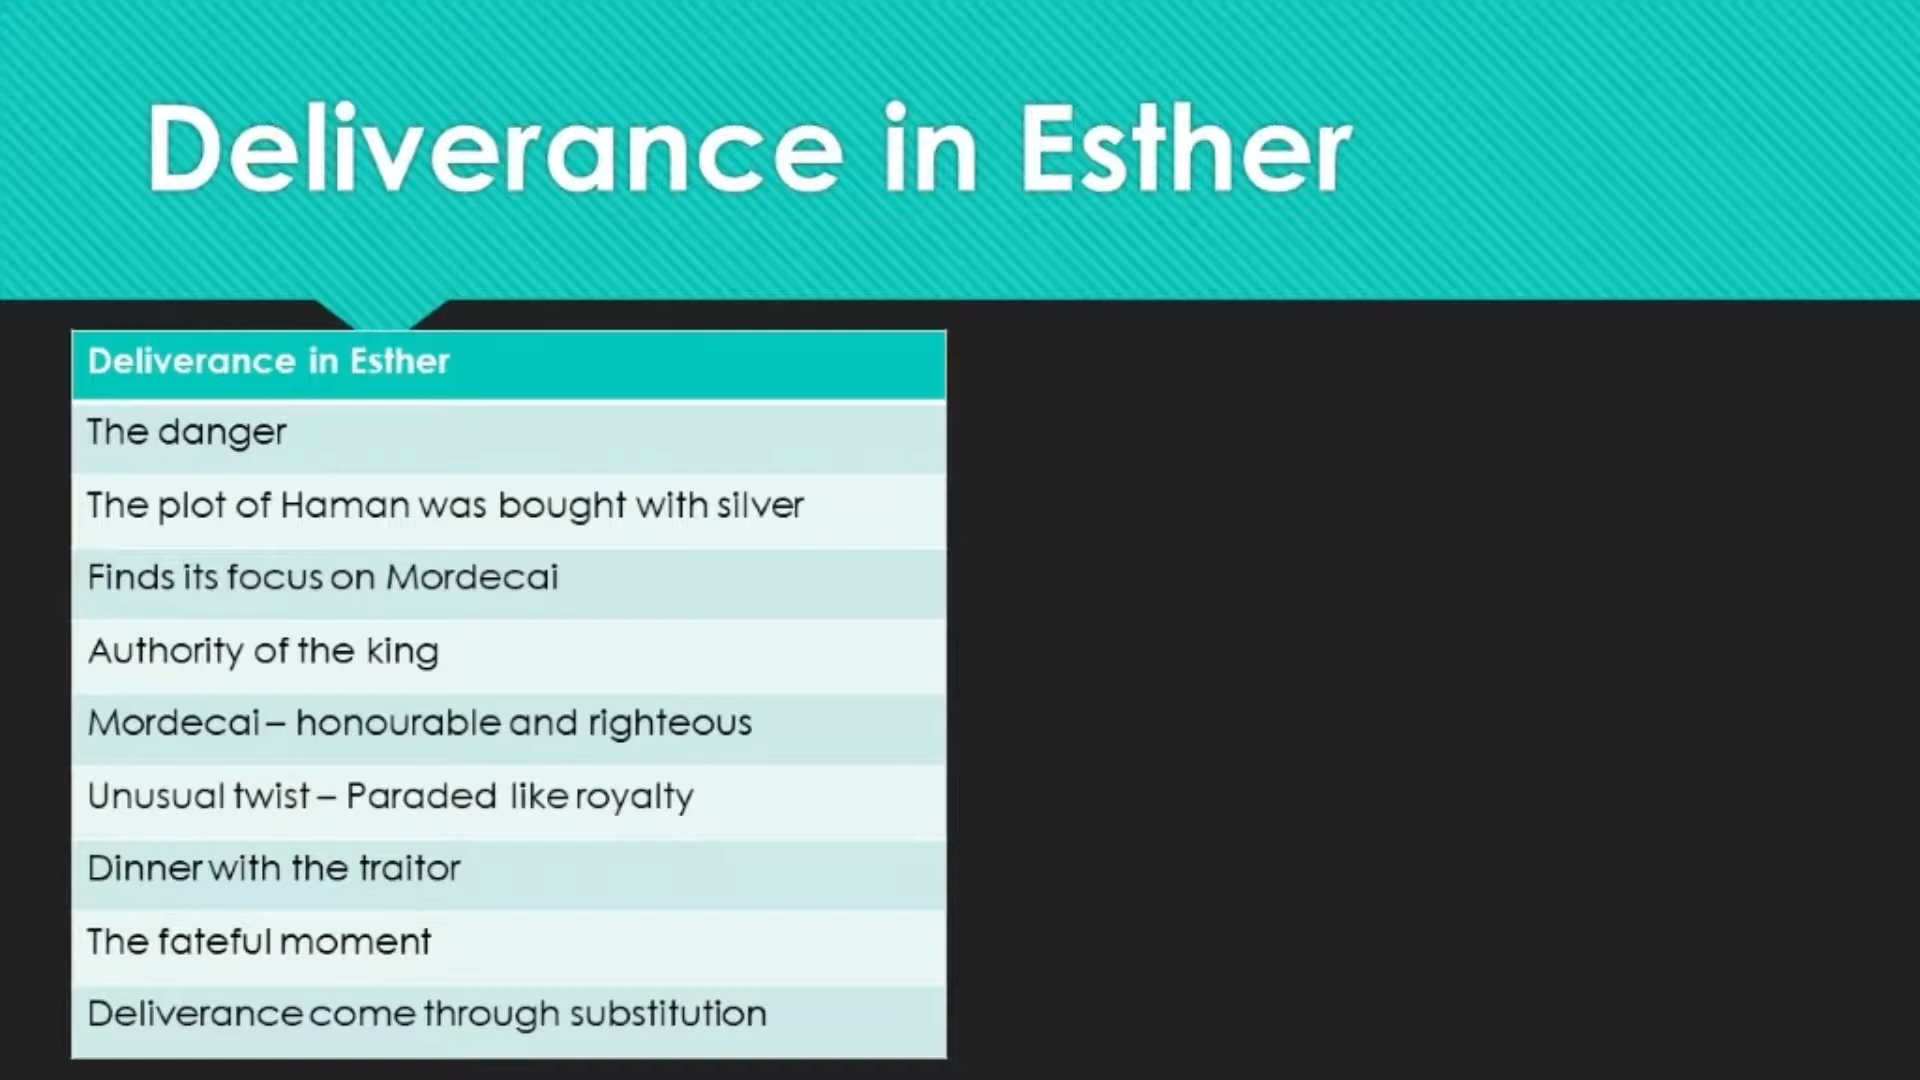 Deliverance in Esther
Deliverance in Esther
The danger
The plot of Haman was bought with silver
Finds its focus on Mordecai
Authority of the king
Mordecai – honourable and righteous
Unusual twist – Paraded like royalty
Dinner with the traitor
The fateful moment
Deliverance come through substitution